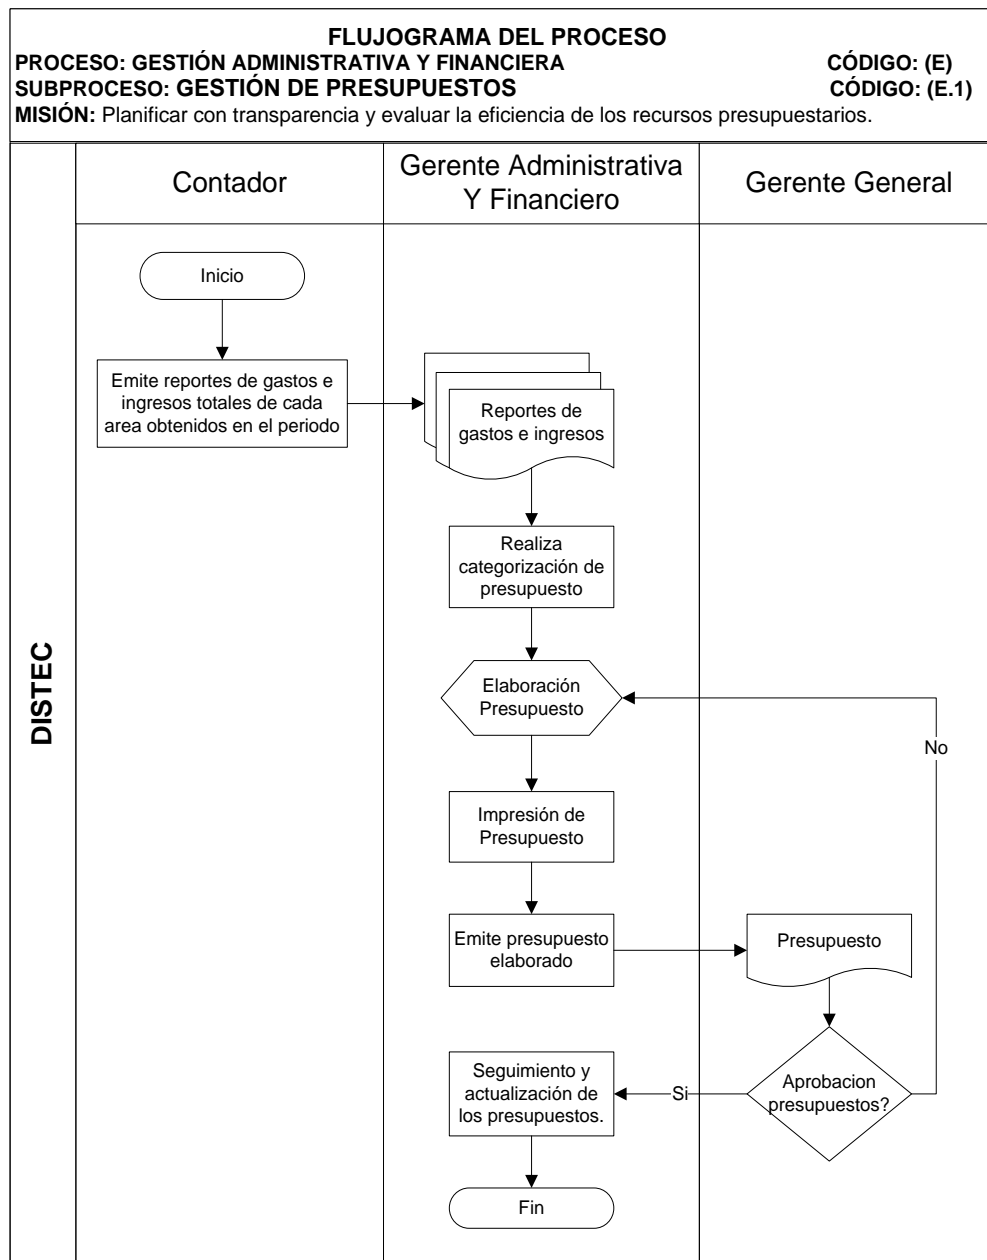 FLUJOGRAMA DEL PROCESO
PROCESO: GESTIÓN ADMINISTRATIVA Y FINANCIERA CÓDIGO: (E)
SUBPROCESO: GESTIÓN DE PRESUPUESTOS CÓDIGO: (E.1)
MISIÓN: Planificar con transparencia y evaluar la eficiencia de los recursos presupuestarios.
DISTEC
Contador
Gerente Administrativa
Y Financiero
Gerente General
Inicio
Emite reportes de gastos e
ingresos totales de cada
area obtenidos en el periodo
Reportes de
gastos e ingresos
Realiza
categorización de
presupuesto
Elaboración
Presupuesto
No
Impresión de
Presupuesto
Emite presupuesto
elaborado
Presupuesto
Aprobacion
presupuestos?
Si
Seguimiento y
actualización de
los presupuestos.
Fin